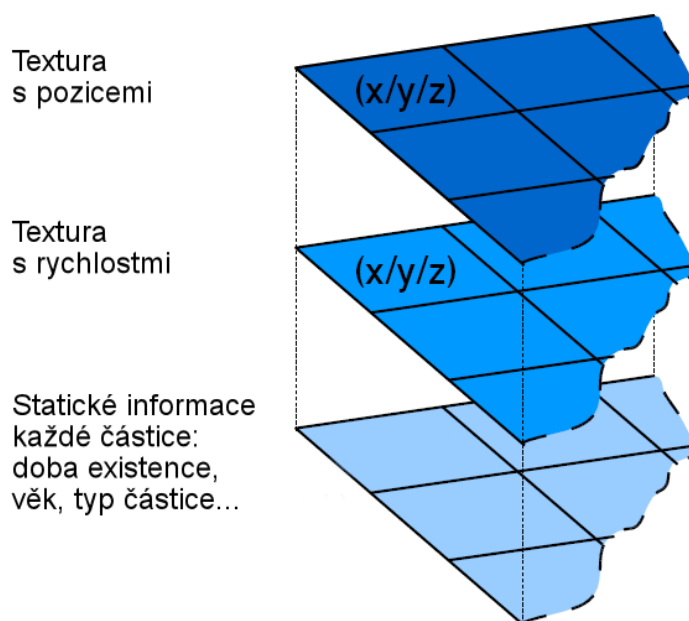 Textura
s pozicemi
(x/y/z)
Textura
s rychlostmi
(x/y/z)
Statické informace
každé částice:
doba existence,
věk, typ částice...